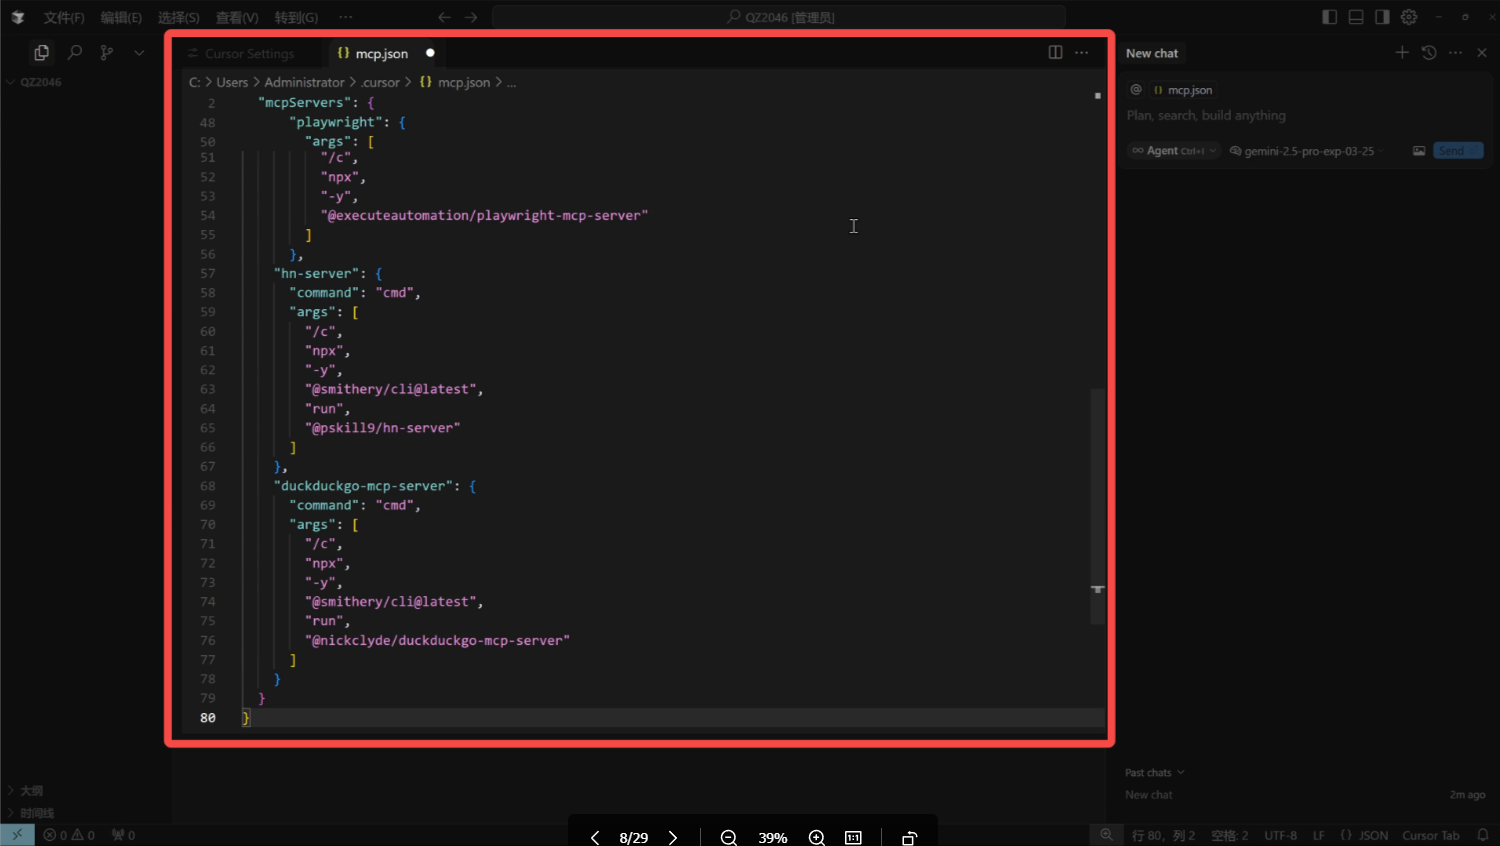 文件(F) 编辑(E) 选择(S) 查看(V) 转到(G) ··· QZ2046 [管理员]
QZ2046
Cursor Settings {} mcp.json
C: > Users > Administrator > .cursor > {} mcp.json > ...
2 "mcpServers": {
48 "playwright": {
50 "args": [
51 "/c",
52 "npx",
53 "-y",
54 "@executeautomation/playwright-mcp-server"
55 ]
56 },
57 "hn-server": {
58 "command": "cmd",
59 "args": [
60 "/c",
61 "npx",
62 "-y",
63 "@smithery/cli@latest",
64 "run",
65 "@pskill9/hn-server"
66 ]
67 },
68 "duckduckgo-mcp-server": {
69 "command": "cmd",
70 "args": [
71 "/c",
72 "npx",
73 "-y",
74 "@smithery/cli@latest",
75 "run",
76 "@nickclyde/duckduckgo-mcp-server"
77 ]
78 }
79 }
80 }
New chat
@ {} mcp.json
Plan, search, build anything
∞ Agent Ctrl+I gemini-2.5-pro-exp-03-25 Send
Past chats
New chat 2m ago
大纲
时间线
0 0 0
8/29 39% 1:1
行 80，列 2 空格: 2 UTF-8 LF {} JSON Cursor Tab